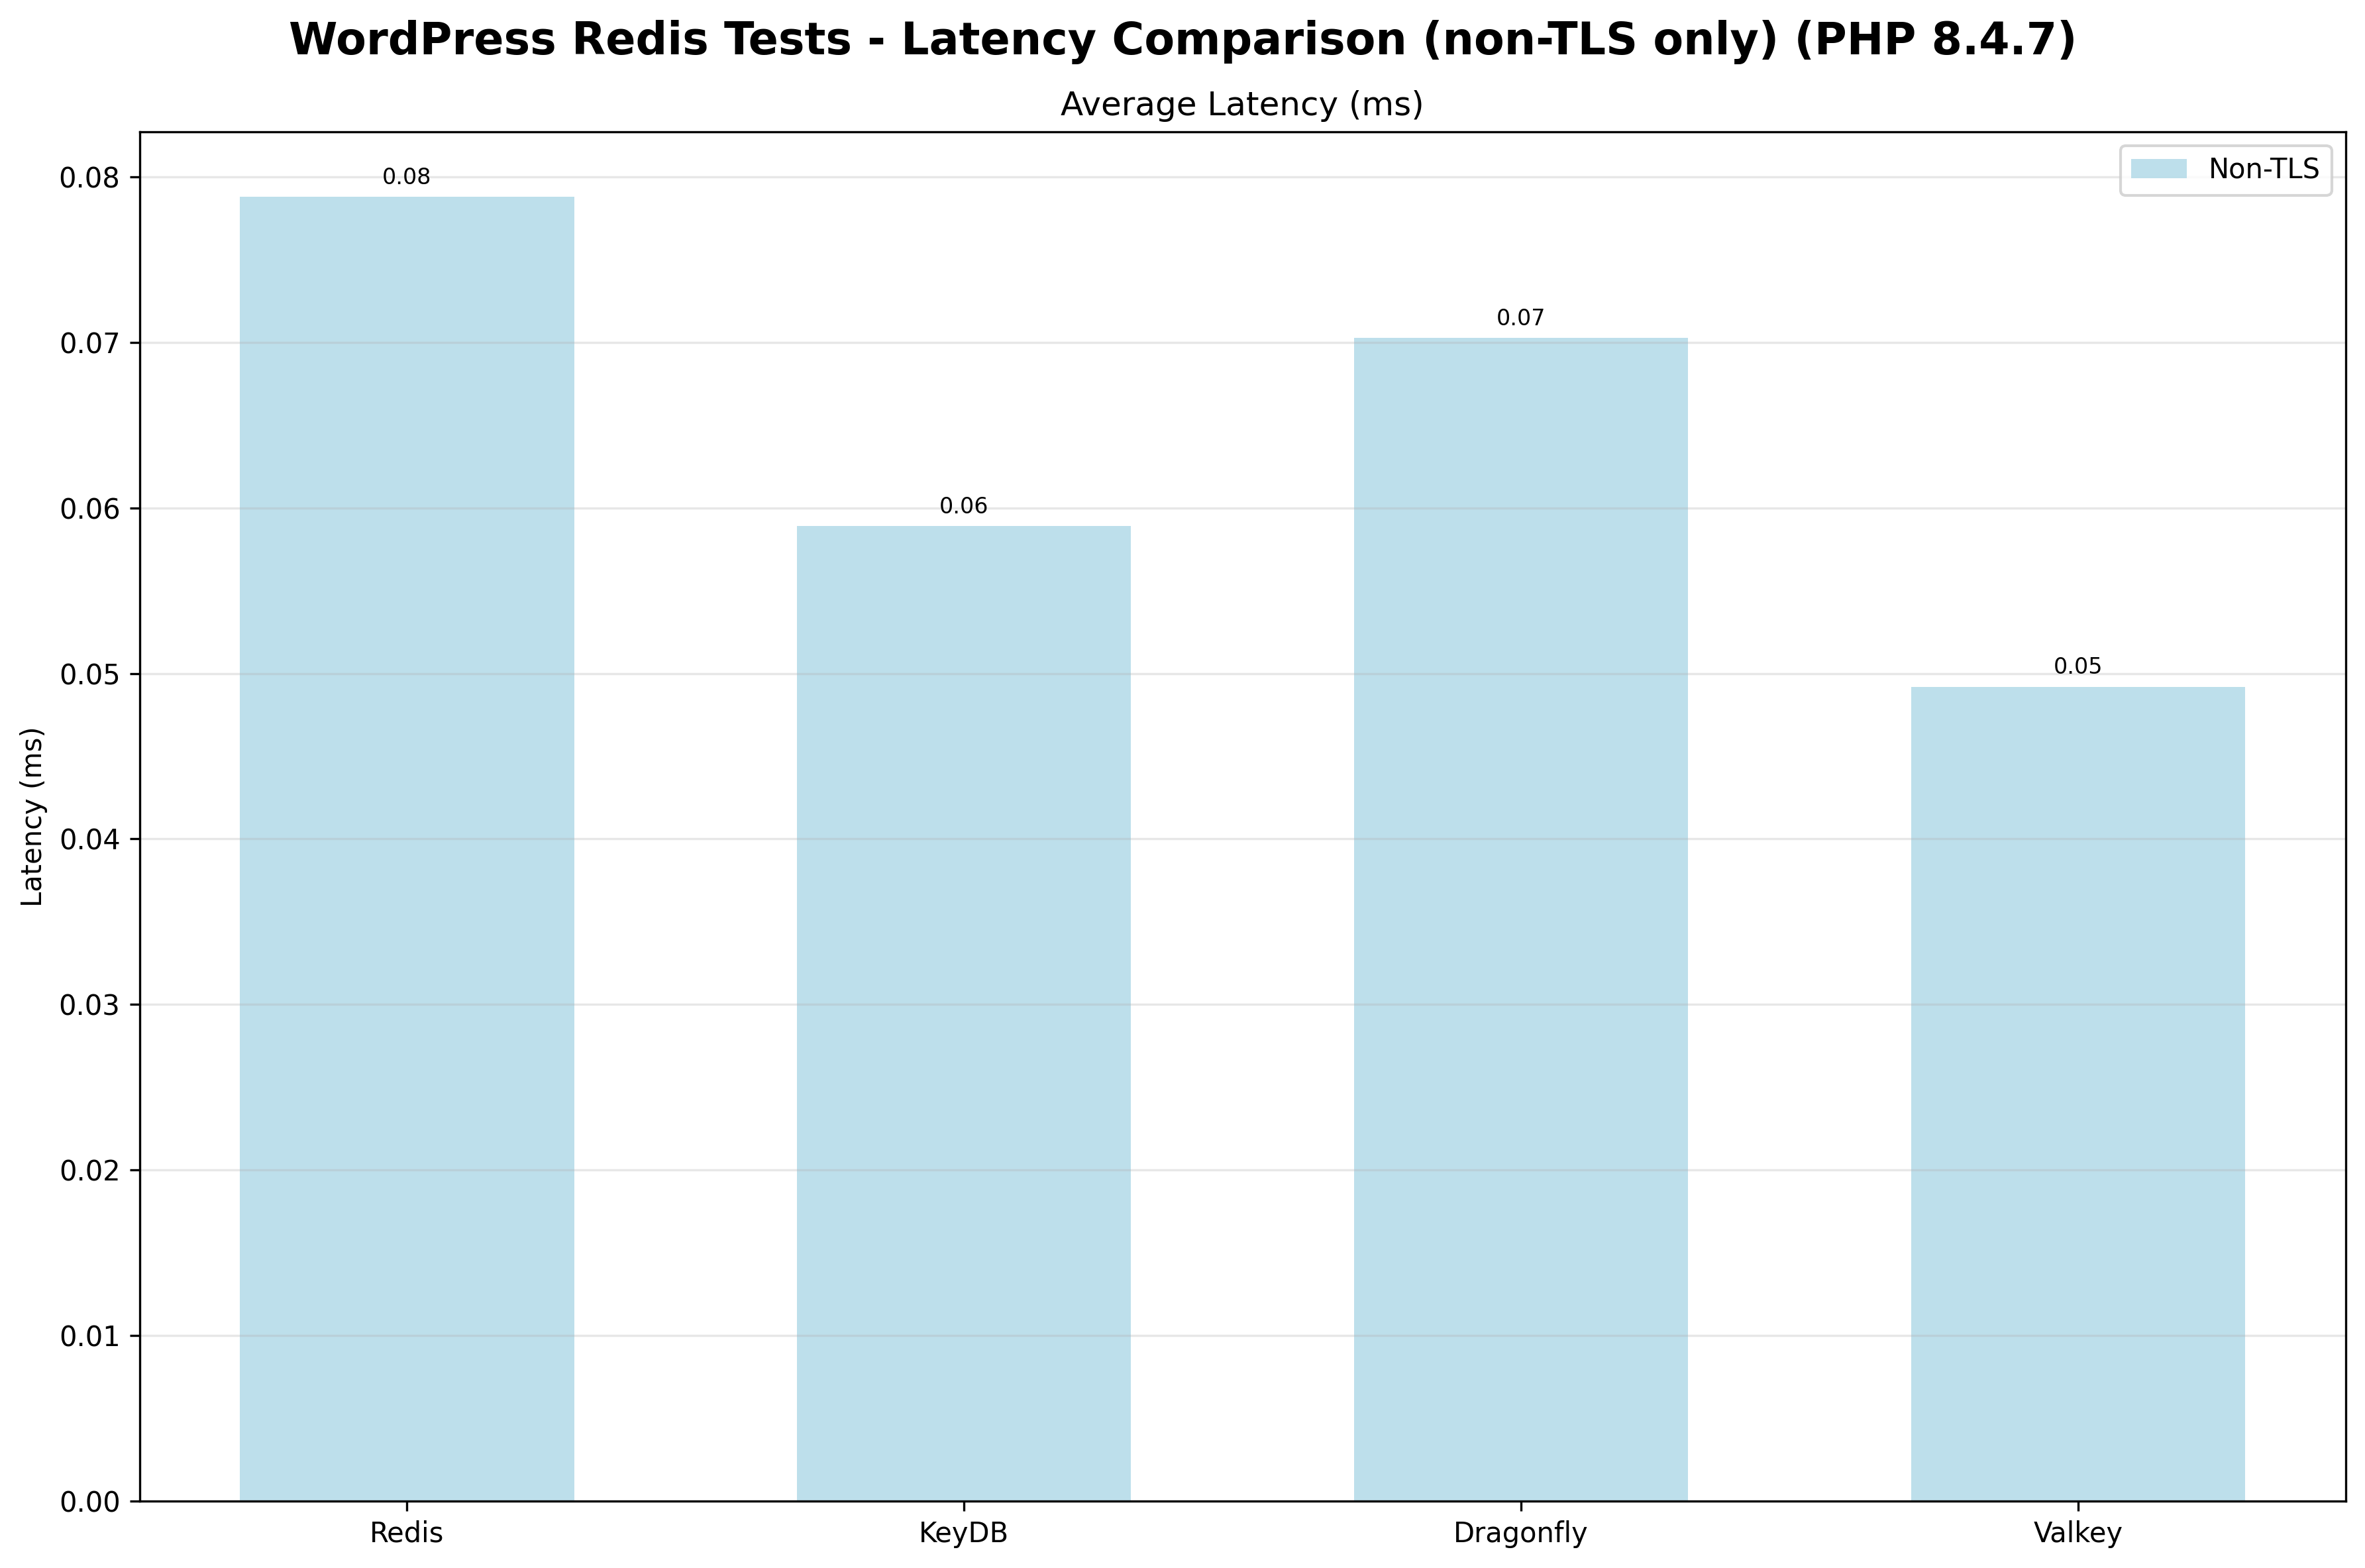 WordPress Redis Tests - Latency Comparison (non-TLS only) (PHP 8.4.7)
Average Latency (ms)
Non-TLS
0.08
0.06
0.07
0.05
Latency (ms)
0.08
0.07
0.06
0.05
0.04
0.03
0.02
0.01
0.00
Redis
KeyDB
Dragonfly
Valkey